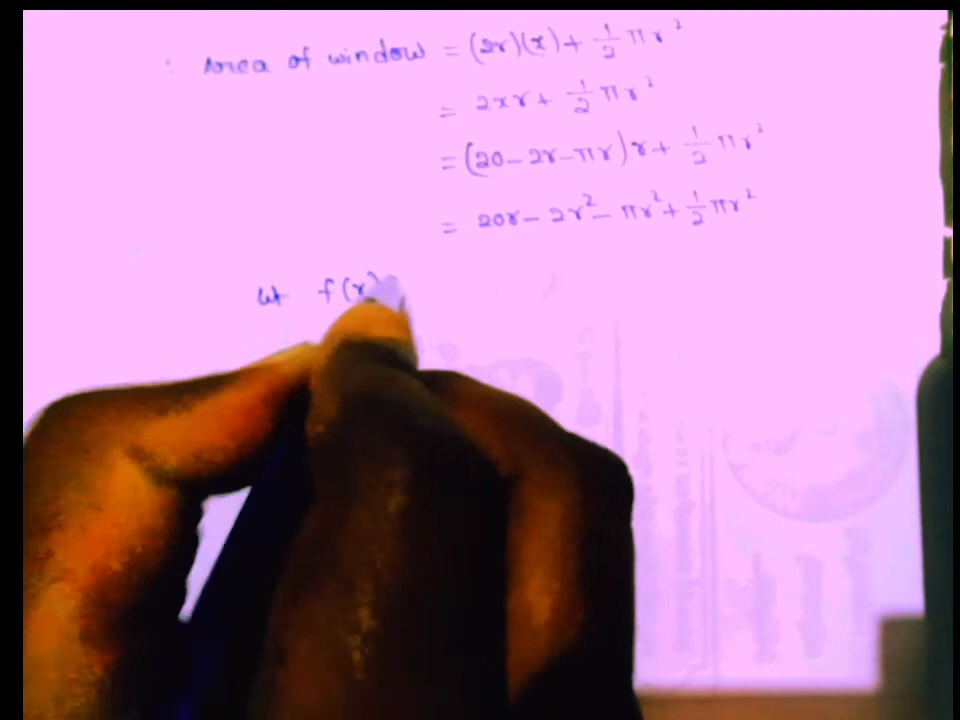 ∴ Area of window = (2r)(x) + 1/2 πr²
= 2xr + 1/2 πr²
= (20 - 2r - πr) r + 1/2 πr²
= 20r - 2r² - πr² + 1/2 πr²
let f(r)